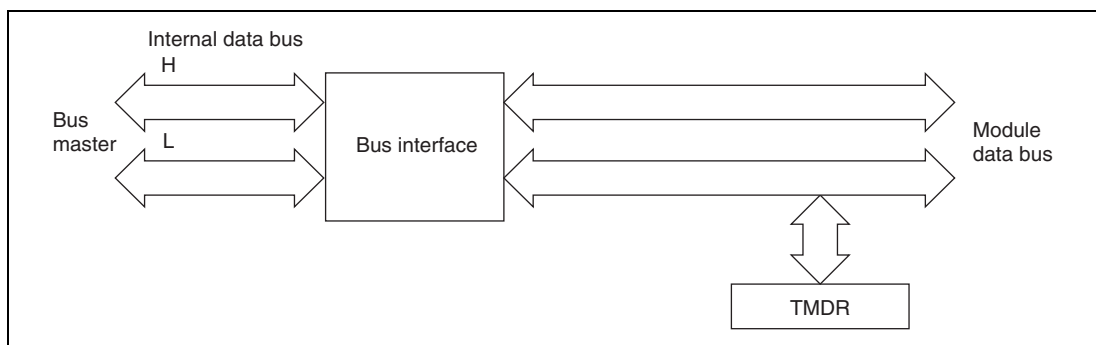 Internal data bus
H
Bus
master
L
Bus interface
Module
data bus
TMDR